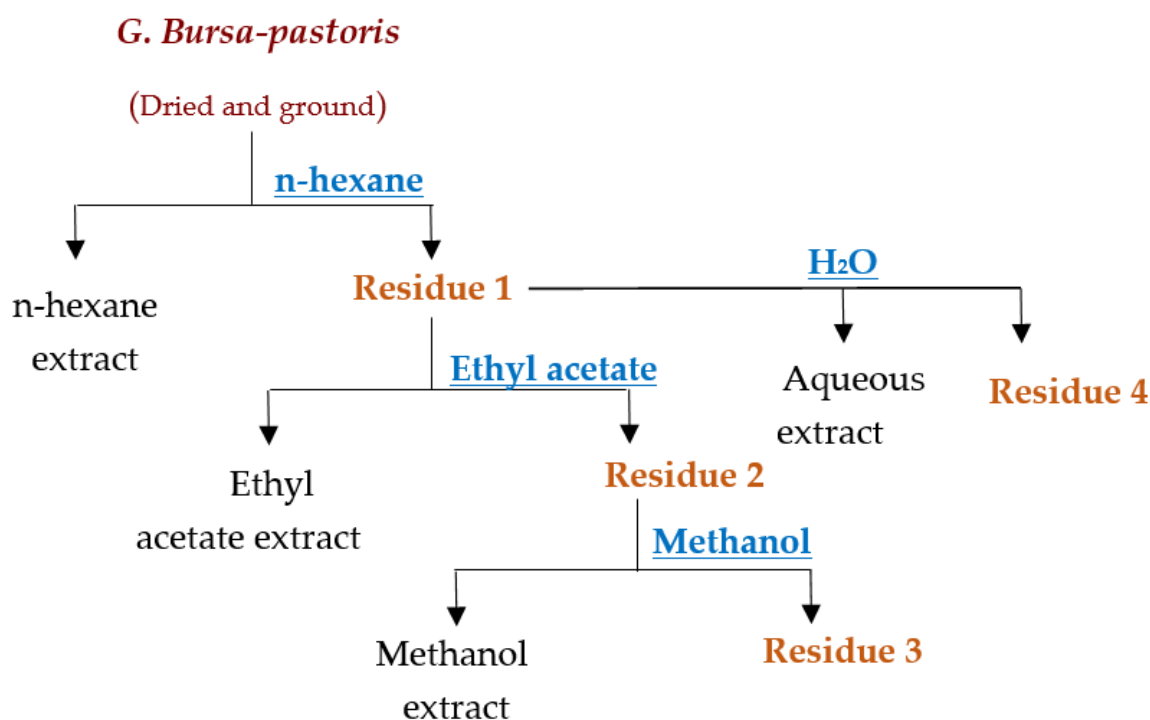 G. Bursa-pastoris
(Dried and ground)
n-hexane
n-hexane
extract
Residue 1
H₂O
Ethyl acetate
Aqueous
extract
Residue 4
Ethyl
acetate extract
Residue 2
Methanol
Methanol
extract
Residue 3